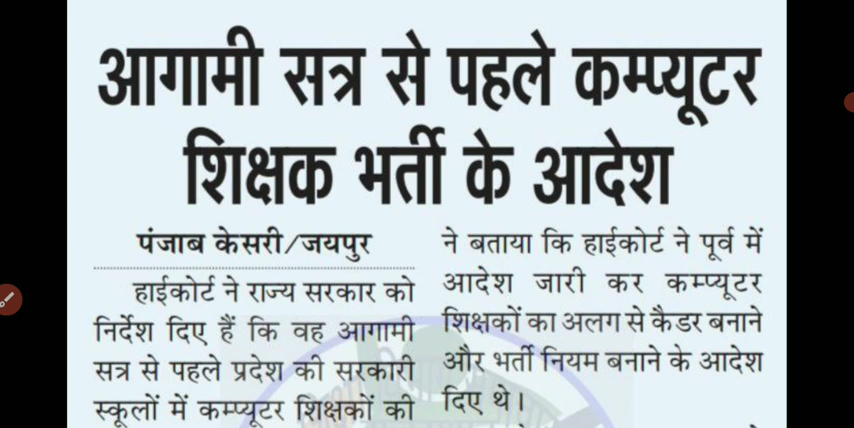 आगामी सत्र से पहले कम्प्यूटर
शिक्षक भर्ती के आदेश
पंजाब केसरी/जयपुर
हाईकोर्ट ने राज्य सरकार को
निर्देश दिए हैं कि वह आगामी
सत्र से पहले प्रदेश की सरकारी
स्कूलों में कम्प्यूटर शिक्षकों की
ने बताया कि हाईकोर्ट ने पूर्व में
आदेश जारी कर कम्प्यूटर
शिक्षकों का अलग से कैडर बनाने
और भर्ती नियम बनाने के आदेश
दिए थे।